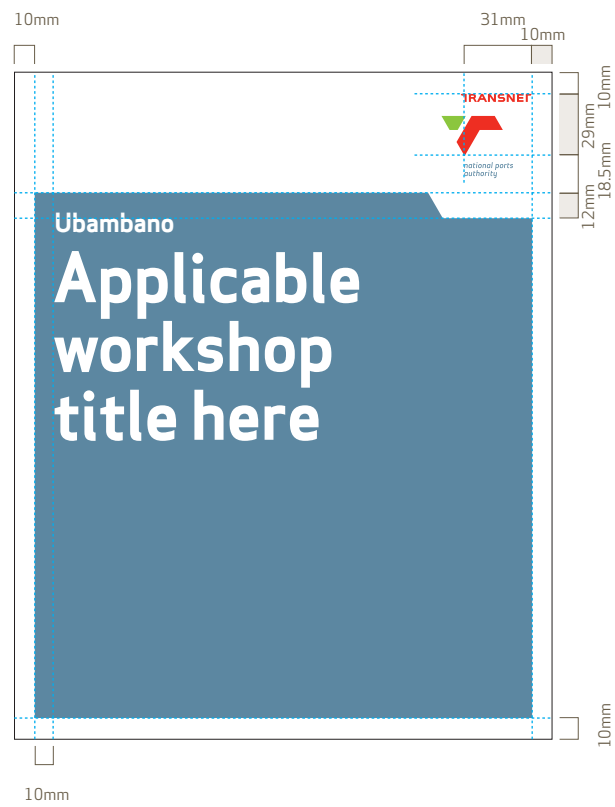 10mm
31mm
10mm
10mm
29mm
18.5mm
12mm
TRANSNET
national ports
authority
Ubambano
Applicable
workshop
title here
10mm
10mm